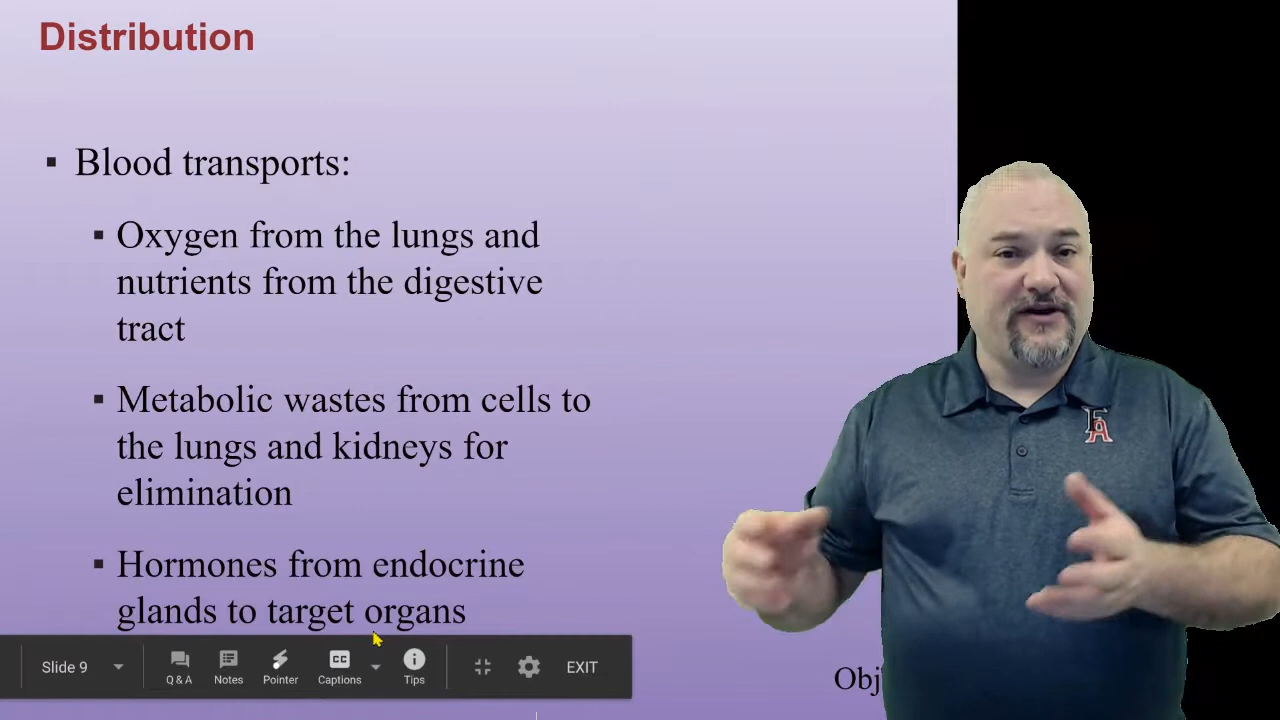 Distribution
▪ Blood transports:
▪ Oxygen from the lungs and
nutrients from the digestive
tract
▪ Metabolic wastes from cells to
the lungs and kidneys for
elimination
▪ Hormones from endocrine
glands to target organs
Slide 9
Q & A
Notes
Pointer
CC
Captions
Tips
EXIT
Obj
FA